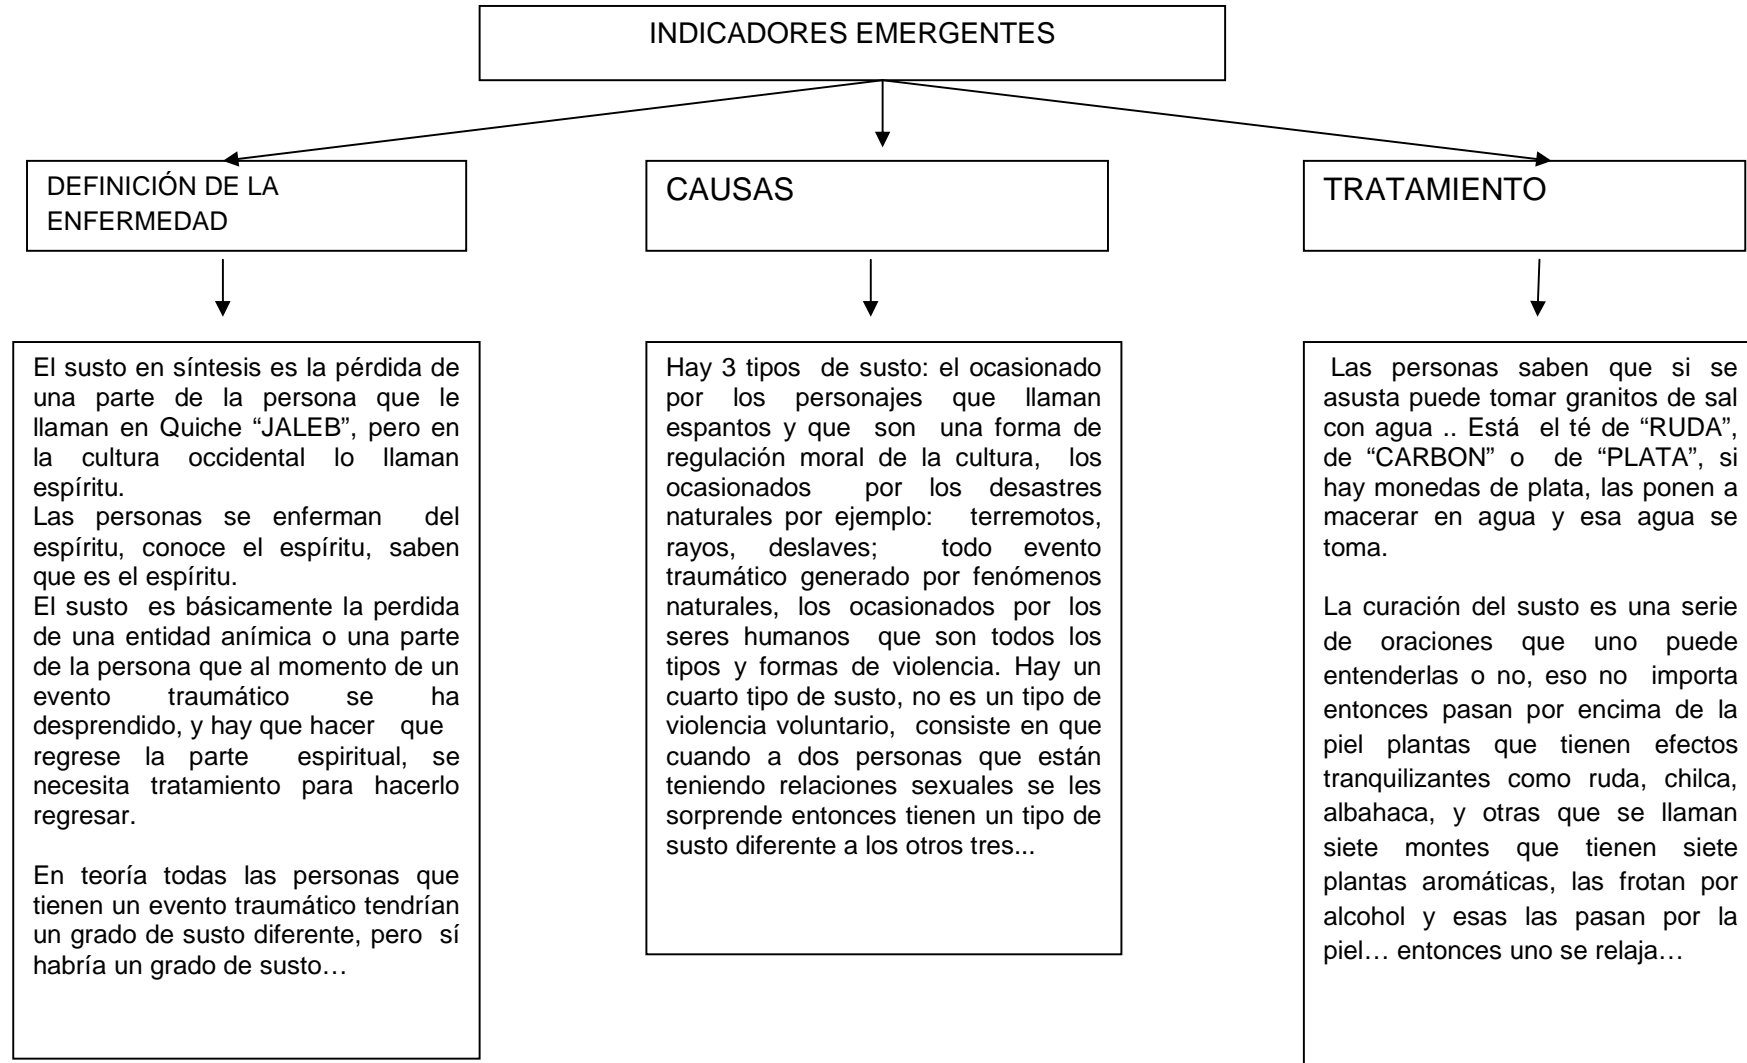 INDICADORES EMERGENTES
DEFINICIÓN DE LA
ENFERMEDAD
CAUSAS
TRATAMIENTO
El susto en síntesis es la pérdida de
una parte de la persona que le
llaman en Quiche “JALEB”, pero en
la cultura occidental lo llaman
espíritu.
Las personas se enferman del
espíritu, conoce el espíritu, saben
que es el espíritu.
El susto es básicamente la perdida
de una entidad anímica o una parte
de la persona que al momento de un
evento traumático se ha
desprendido, y hay que hacer que
regrese la parte espiritual, se
necesita tratamiento para hacerlo
regresar.
En teoría todas las personas que
tienen un evento traumático tendrían
un grado de susto diferente, pero sí
habría un grado de susto…
Hay 3 tipos de susto: el ocasionado
por los personajes que llaman
espantos y que son una forma de
regulación moral de la cultura, los
ocasionados por los desastres
naturales por ejemplo: terremotos,
rayos, deslaves; todo evento
traumático generado por fenómenos
naturales, los ocasionados por los
seres humanos que son todos los
tipos y formas de violencia. Hay un
cuarto tipo de susto, no es un tipo de
violencia voluntario, consiste en que
cuando a dos personas que están
teniendo relaciones sexuales se les
sorprende entonces tienen un tipo de
susto diferente a los otros tres...
Las personas saben que si se
asusta puede tomar granitos de sal
con agua .. Está el té de “RUDA”,
de “CARBON” o de “PLATA”, si
hay monedas de plata, las ponen a
macerar en agua y esa agua se
toma.
La curación del susto es una serie
de oraciones que uno puede
entenderlas o no, eso no importa
entonces pasan por encima de la
piel plantas que tienen efectos
tranquilizantes como ruda, chilca,
albahaca, y otras que se llaman
siete montes que tienen siete
plantas aromáticas, las frotan por
alcohol y esas las pasan por la
piel… entonces uno se relaja…